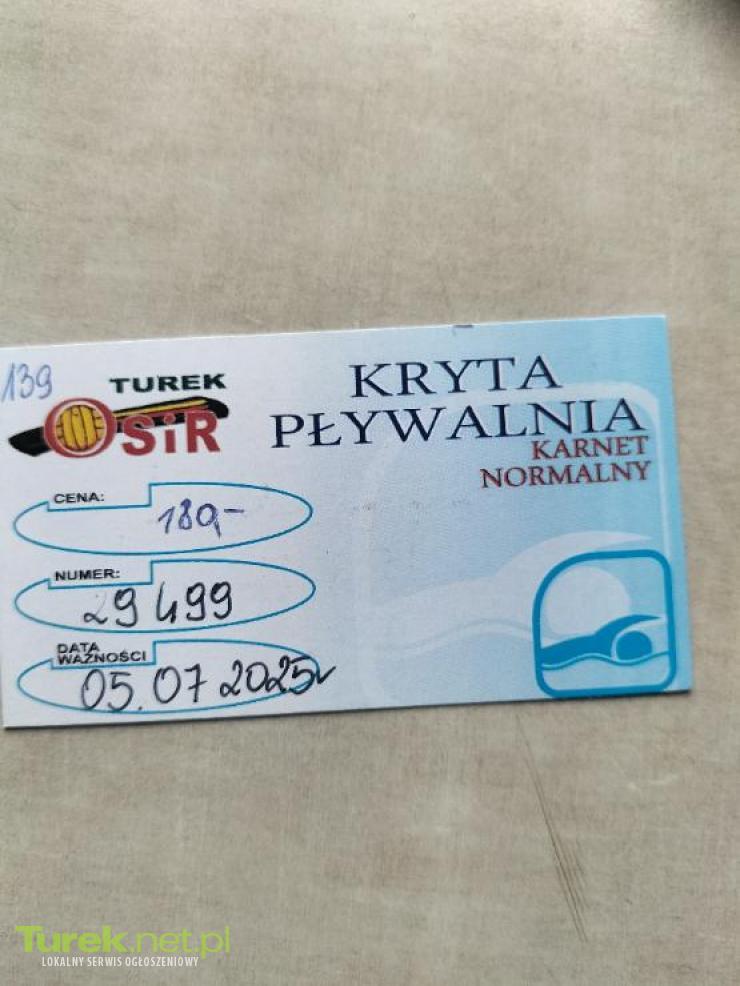 139
TUREK
OSiR
KRYTA
PŁYWALNIA
KARNET
NORMALNY
CENA:
180,-
NUMER:
29499
DATA
WAŻNOŚCI
05.07 2025r
Turek.net.pl
LOKALNY SERWIS OGŁOSZENIOWY